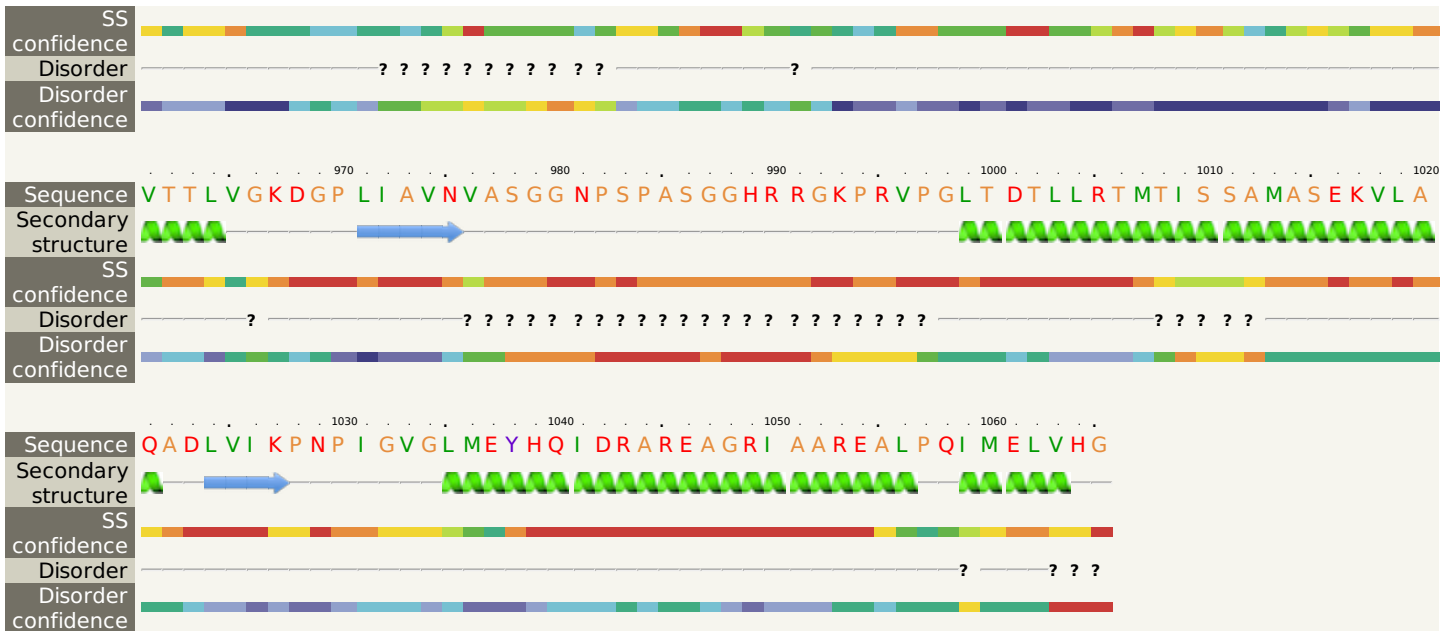 SS
confidence
Disorder ? ? ? ? ? ? ? ? ? ? ? ?
Disorder
confidence
970 980 990 1000 1010 1020
Sequence V T T L V G K D G P L I A V N V A S G G N P S P A S G G H R R G K P R V P G L T D T L L R T M T I S S A M A S E K V L A
Secondary
structure
SS
confidence
Disorder ? ? ? ? ? ? ? ? ? ? ? ? ? ? ? ? ? ? ? ? ? ? ? ? ? ? ? ?
Disorder
confidence
1030 1040 1050 1060
Sequence Q A D L V I K P N P I G V G L M E Y H Q I D R A R E A G R I A A R E A L P Q I M E L V H G
Secondary
structure
SS
confidence
Disorder ? ? ? ?
Disorder
confidence